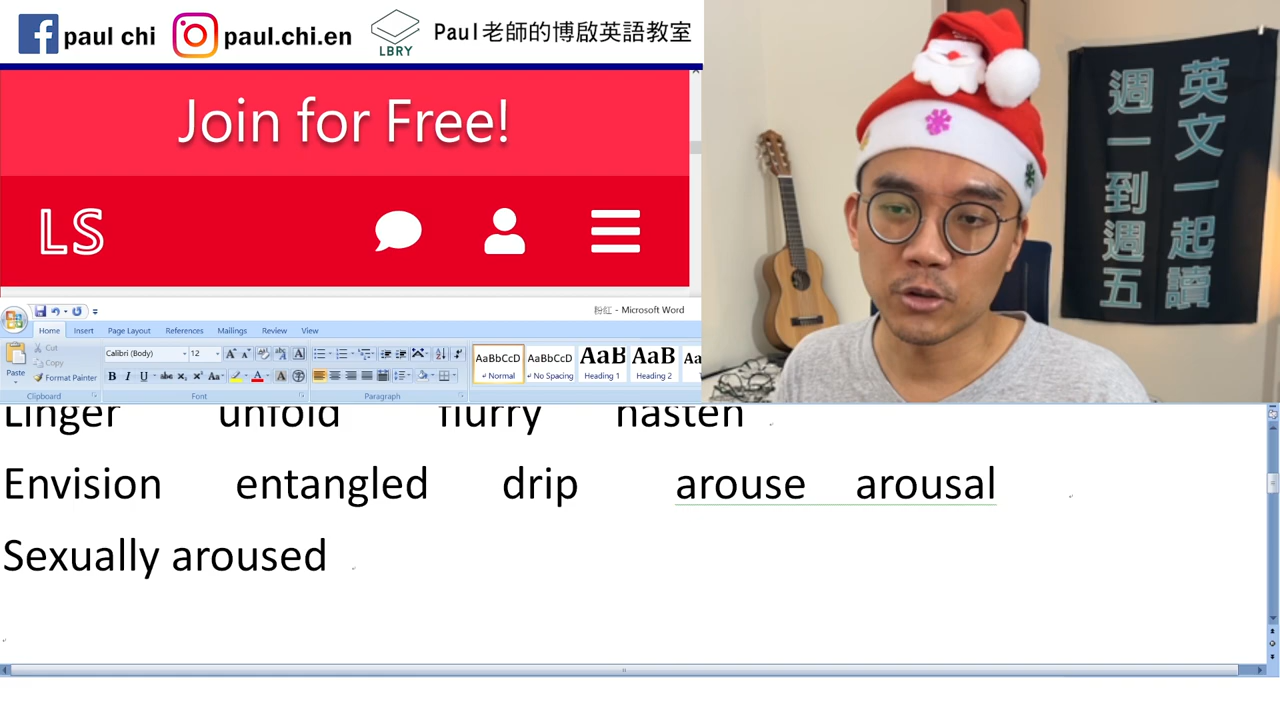 paul chi paul.chi.en LBRY Paul老師的博啟英語教室
Join for Free!
LS
粉紅 - Microsoft Word
Home Insert Page Layout References Mailings Review View
Cut
Copy
Format Painter
Paste
Clipboard
Calibri (Body) 12
Font
Paragraph
AaBbCcD AaBbCcD AaB AaB Aa
Normal No Spacing Heading 1 Heading 2
英文一起讀
週一到週五
Linger unfold flurry hasten
Envision entangled drip arouse arousal
Sexually aroused